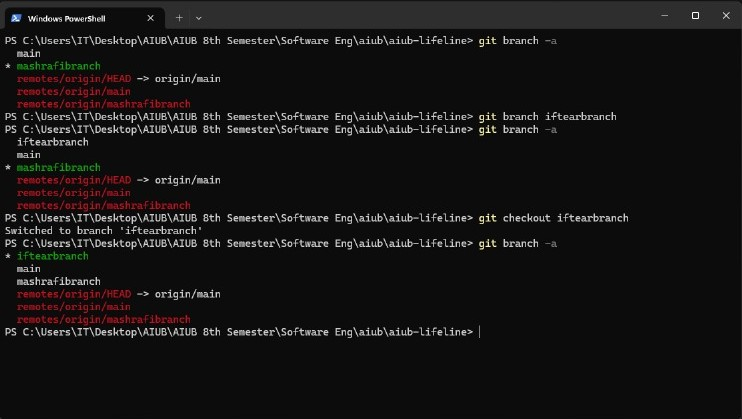 Windows PowerShell
PS C:\Users\IT\Desktop\AIUB\AIUB 8th Semester\Software Eng\aiub\aiub-lifeline> git branch -a
main
* mashrafibranch
remotes/origin/HEAD -> origin/main
remotes/origin/main
remotes/origin/mashrafibranch
PS C:\Users\IT\Desktop\AIUB\AIUB 8th Semester\Software Eng\aiub\aiub-lifeline> git branch iftearbranch
PS C:\Users\IT\Desktop\AIUB\AIUB 8th Semester\Software Eng\aiub\aiub-lifeline> git branch -a
iftearbranch
main
* mashrafibranch
remotes/origin/HEAD -> origin/main
remotes/origin/main
remotes/origin/mashrafibranch
PS C:\Users\IT\Desktop\AIUB\AIUB 8th Semester\Software Eng\aiub\aiub-lifeline> git checkout iftearbranch
Switched to branch 'iftearbranch'
PS C:\Users\IT\Desktop\AIUB\AIUB 8th Semester\Software Eng\aiub\aiub-lifeline> git branch -a
* iftearbranch
main
mashrafibranch
remotes/origin/HEAD -> origin/main
remotes/origin/main
remotes/origin/mashrafibranch
PS C:\Users\IT\Desktop\AIUB\AIUB 8th Semester\Software Eng\aiub\aiub-lifeline>